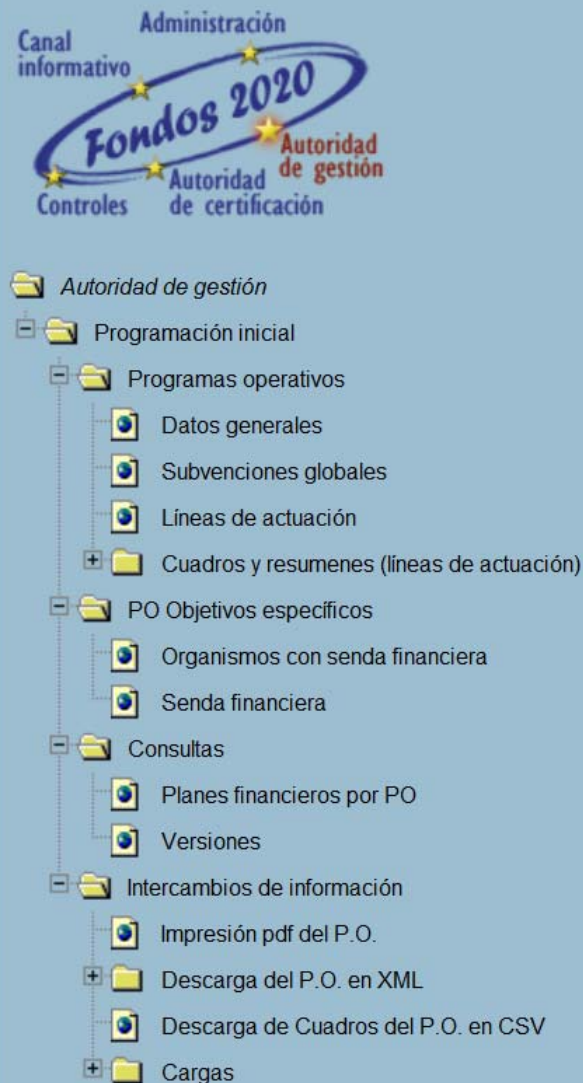 Administración
Canal
informativo
Fondos 2020
Autoridad
de gestión
Autoridad
de certificación
Controles
Autoridad de gestión
Programación inicial
Programas operativos
Datos generales
Subvenciones globales
Líneas de actuación
Cuadros y resumenes (líneas de actuación)
PO Objetivos específicos
Organismos con senda financiera
Senda financiera
Consultas
Planes financieros por PO
Versiones
Intercambios de información
Impresión pdf del P.O.
Descarga del P.O. en XML
Descarga de Cuadros del P.O. en CSV
Cargas